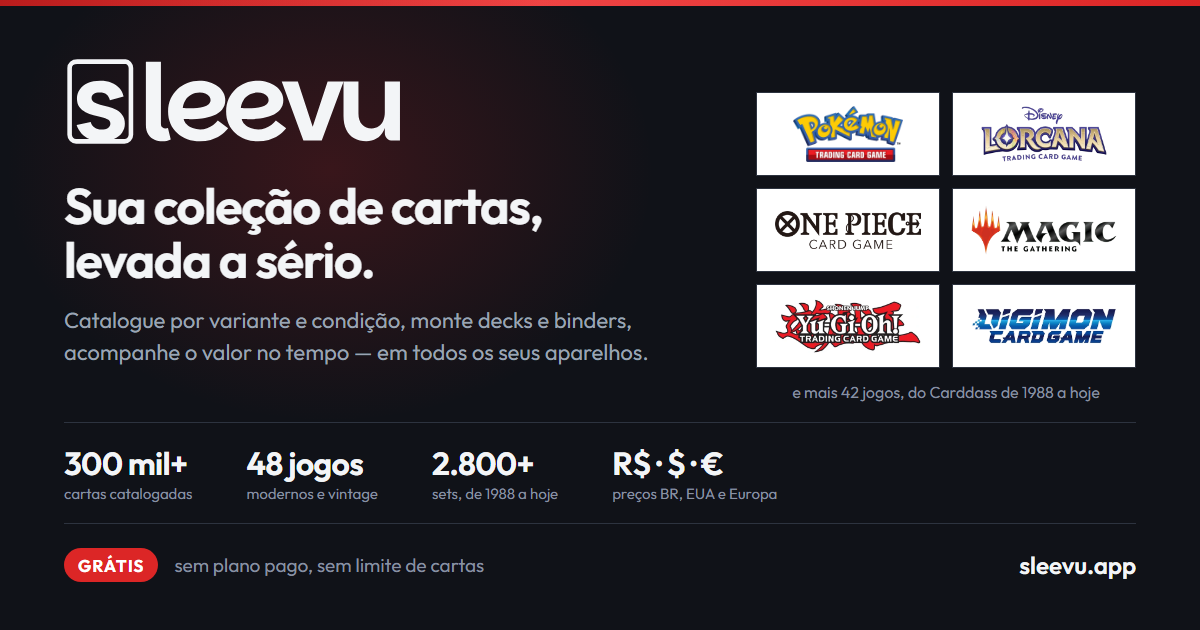 sleevu
Sua coleção de cartas,
levada a sério.
Catalogue por variante e condição, monte decks e binders,
acompanhe o valor no tempo — em todos os seus aparelhos.
Pokémon
TRADING CARD GAME
Disney
LORCANA
TRADING CARD GAME
ONE PIECE
CARD GAME
MAGIC
THE GATHERING
Yu-Gi-Oh!
TRADING CARD GAME
DIGIMON
CARD GAME
e mais 42 jogos, do Carddass de 1988 a hoje
300 mil+
cartas catalogadas
48 jogos
modernos e vintage
2.800+
sets, de 1988 a hoje
R$·$·€
preços BR, EUA e Europa
GRÁTIS
sem plano pago, sem limite de cartas
sleevu.app